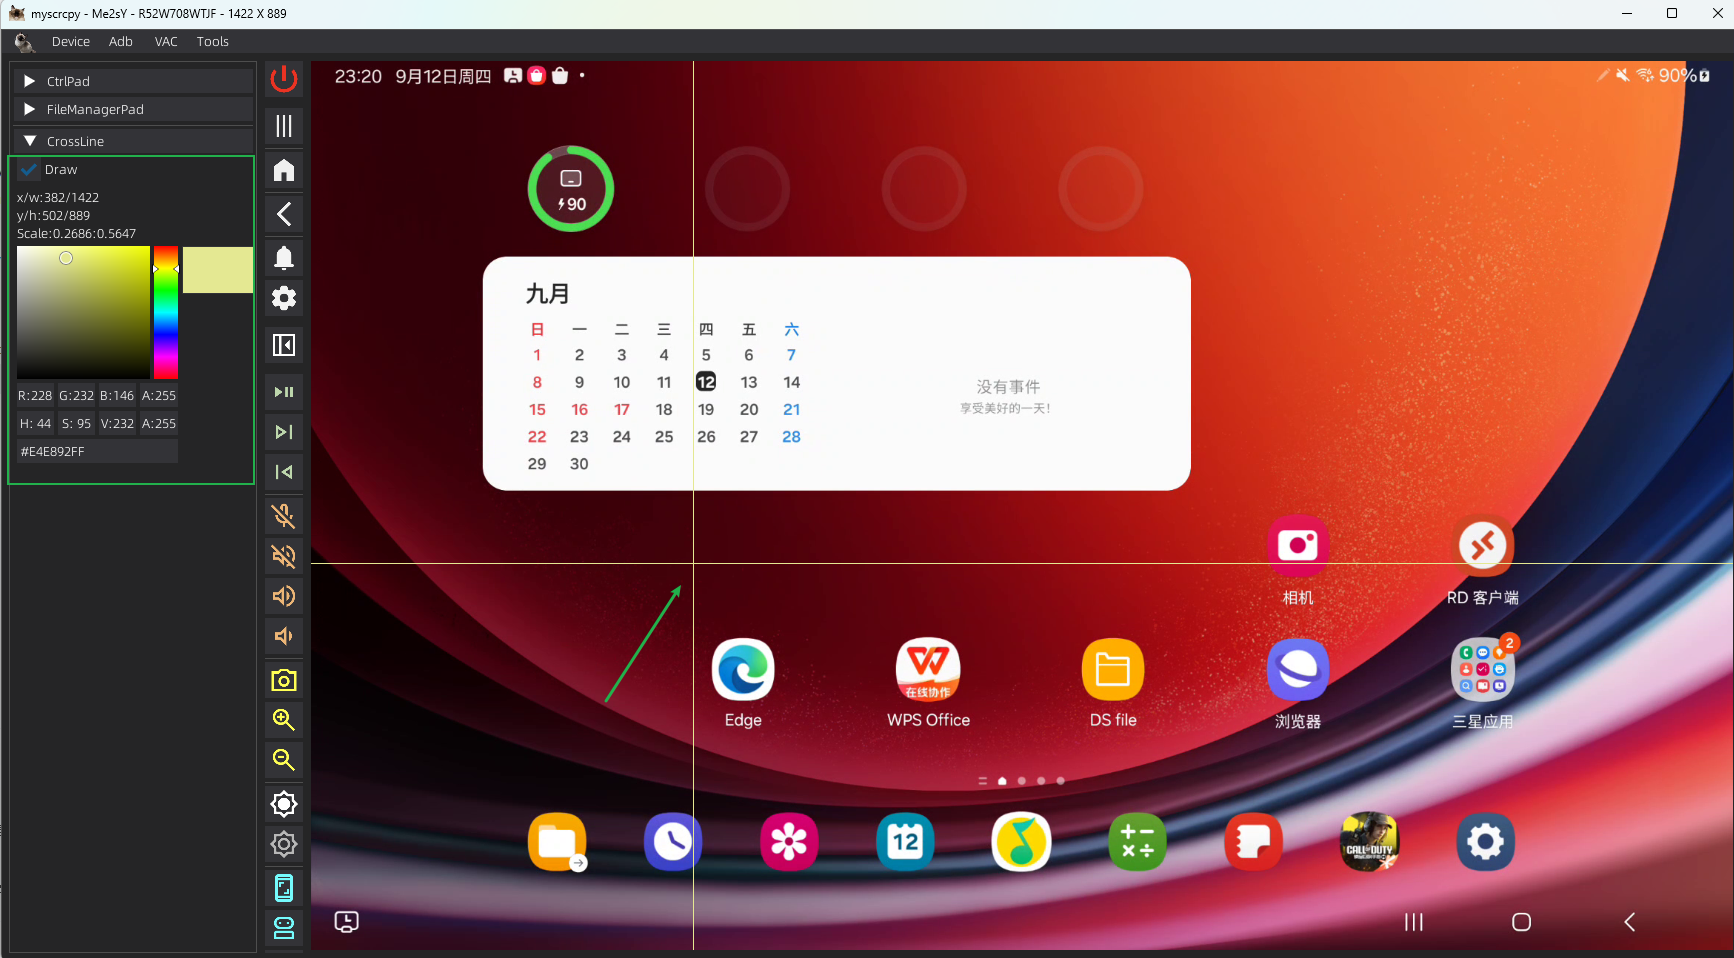 myscrcpy - Me2sY - R52W708WTJF - 1422 X 889
Device Adb VAC Tools
CtrlPad
FileManagerPad
CrossLine
Draw
x/w:382/1422
y/h:502/889
Scale:0.2686:0.5647
R:228 G:232 B:146 A:255
H: 44 S: 95 V:232 A:255
#E4E892FF
23:20 9月12日周四
90%
90
九月
日 一 二 三 四 五 六
1 2 3 4 5 6 7
8 9 10 11 12 13 14
15 16 17 18 19 20 21
22 23 24 25 26 27 28
29 30
没有事件
享受美好的一天!
相机
RD 客户端
在线协作
2
Edge
WPS Office
DS file
浏览器
三星应用
12
CALL OF DUTY